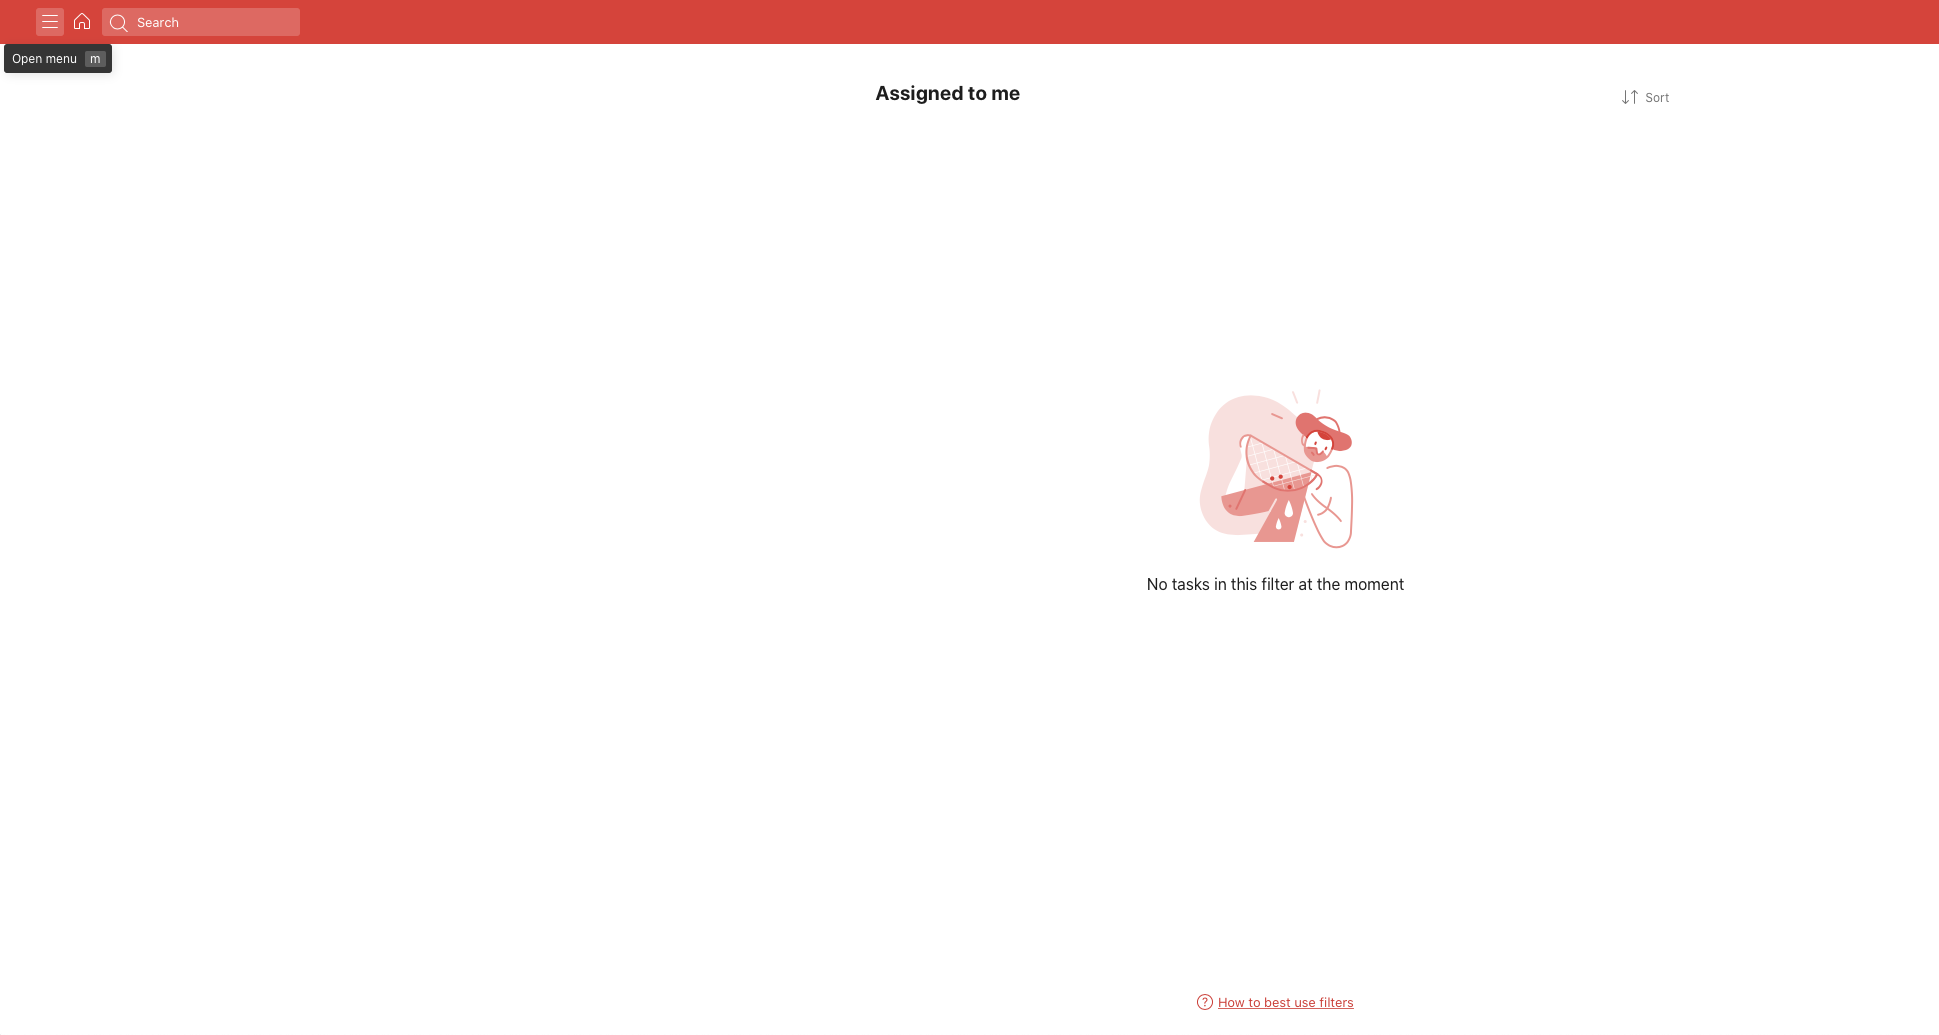 Search
Open menu m
Assigned to me
Sort
No tasks in this filter at the moment
How to best use filters